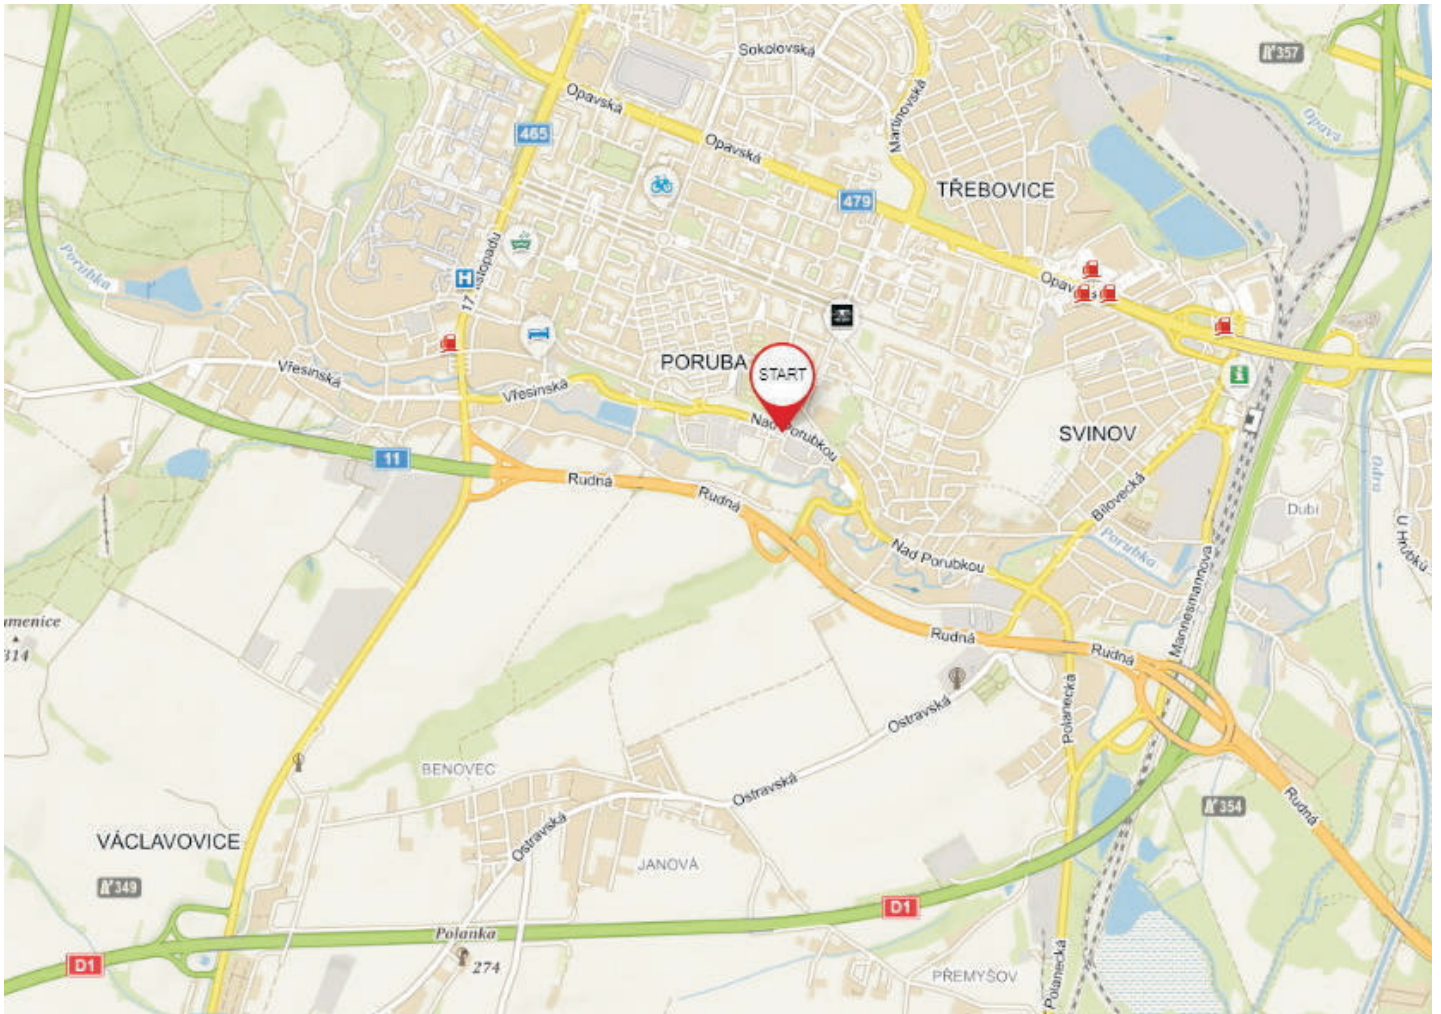 Sokolovská
357
Opavská
Martinovská
Opava
465
Opavská
479
TŘEBOVICE
Porubka
17. listopadu
H
Opavská
PORUBA
START
Vřesinská
Vřesinská
Nad Porubkou
SVINOV
11
Rudná
Rudná
Bílovecká
Odra
Dubí
U Hrůbků
Nad Porubkou
Porubka
Mannesmannova
314
Rudná
Rudná
Ostravská
Polanecká
BENOVEC
Ostravská
354
Rudná
VÁCLAVOVICE
Ostravská
JANOVÁ
349
D1
Polanka
274
D1
PŘEMYŠOV
Polanecká